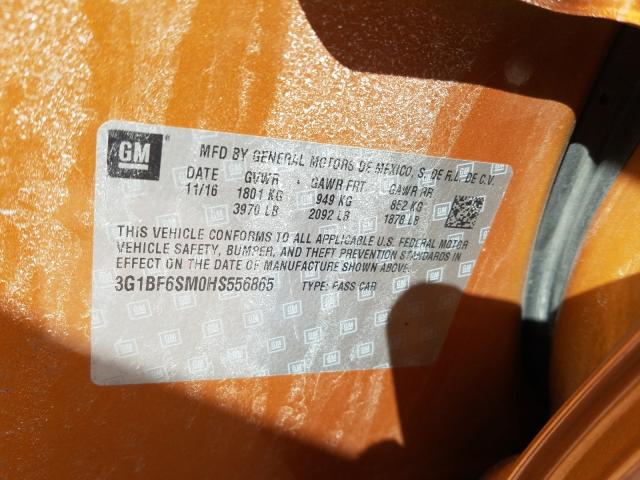 GM
MFD BY GENERAL MOTORS DE MEXICO, S. DE R.L. DE C.V.
DATE GVWR GAWR FRT GAWR RR
11/16 1801 KG 949 KG 852 KG
3970 LB 2092 LB 1878 LB
THIS VEHICLE CONFORMS TO ALL APPLICABLE U.S. FEDERAL MOTOR
VEHICLE SAFETY, BUMPER, AND THEFT PREVENTION STANDARDS IN
EFFECT ON THE DATE OF MANUFACTURE SHOWN ABOVE.
3G1BF6SM0HS556865 TYPE: PASS CAR